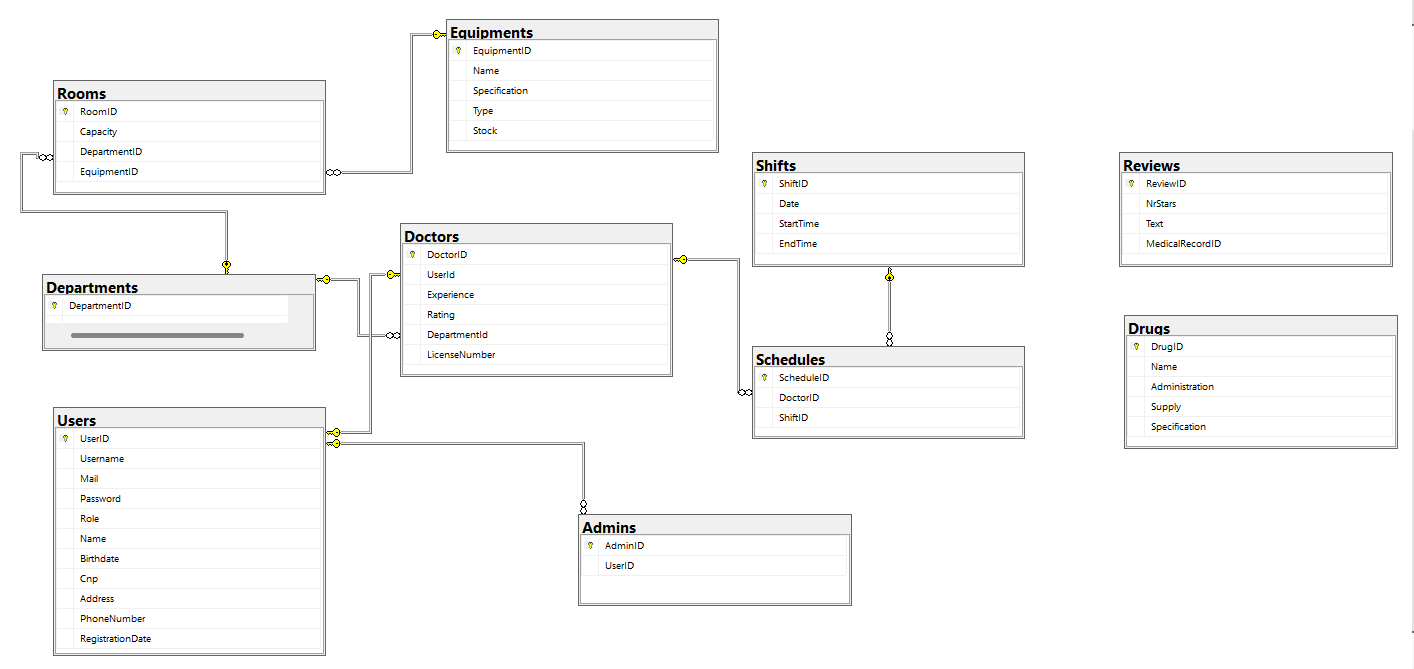 Equipments
EquipmentID
Name
Specification
Type
Stock
Rooms
RoomID
Capacity
DepartmentID
EquipmentID
Shifts
ShiftID
Date
StartTime
EndTime
Reviews
ReviewID
NrStars
Text
MedicalRecordID
Doctors
DoctorID
UserId
Experience
Rating
DepartmentId
LicenseNumber
Departments
DepartmentID
Drugs
DrugID
Name
Administration
Supply
Specification
Schedules
ScheduleID
DoctorID
ShiftID
Users
UserID
Username
Mail
Password
Role
Name
Birthdate
Cnp
Address
PhoneNumber
RegistrationDate
Admins
AdminID
UserID